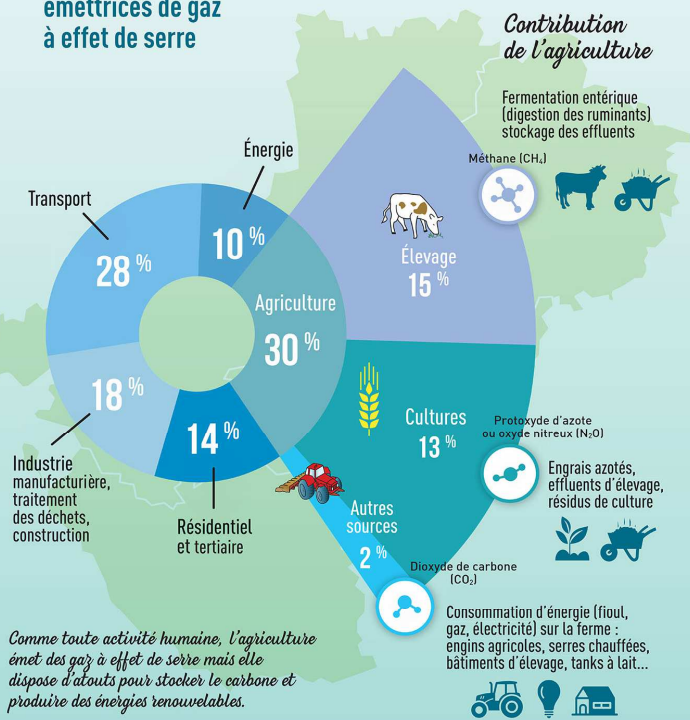 émettrices de gaz
à effet de serre
Contribution
de l'agriculture
Fermentation entérique
(digestion des ruminants)
stockage des effluents
Méthane (CH₄)
Énergie
10 %
Transport
28 %
Élevage
15 %
Agriculture
30 %
18 %
14 %
Cultures
13 %
Protoxyde d'azote
ou oxyde nitreux (N₂O)
Engrais azotés,
effluents d'élevage,
résidus de culture
Industrie
manufacturière,
traitement
des déchets,
construction
Résidentiel
et tertiaire
Autres
sources
2 %
Dioxyde de carbone
(CO₂)
Consommation d'énergie (fioul,
gaz, électricité) sur la ferme :
engins agricoles, serres chauffées,
bâtiments d'élevage, tanks à lait...
Comme toute activité humaine, l'agriculture
émet des gaz à effet de serre mais elle
dispose d'atouts pour stocker le carbone et
produire des énergies renouvelables.